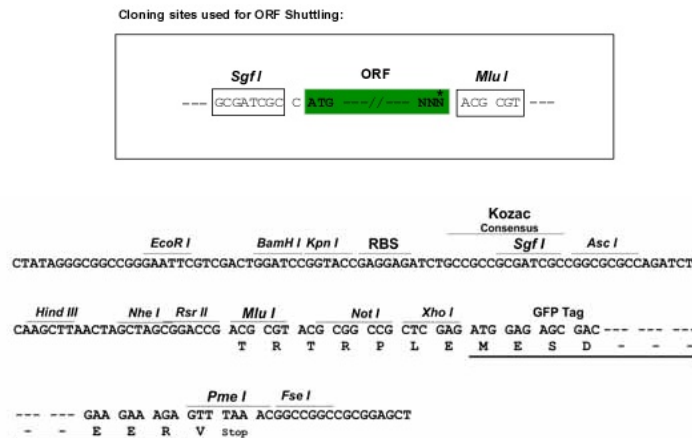 Cloning sites used for ORF Shuttling:
Sgf I ORF Mlu I
--- GCGATCGC C ATG ---//--- NNN* ACG CGT ---
Kozac
Consensus
EcoR I BamH I Kpn I RBS Sgf I Asc I
CTATAGGGCGGCCGGGAATTCGTCGACTGGATCCGGTACCGAGGAGATCTGCCGCCGCGATCGCCGGCGCGCCAGATCT
Hind III Nhe I Rsr II Mlu I Not I Xho I GFP Tag
CAAGCTTAACTAGCTAGCGGACCG ACG CGT ACG CGG CCG CTC GAG ATG GAG AGC GAC--- --- ---
T R T R P L E M E S D - - -
Pme I Fse I
--- --- GAA GAA AGA GTT TAA ACGGCCGGCCGCGGAGCT
- - E E R V Stop